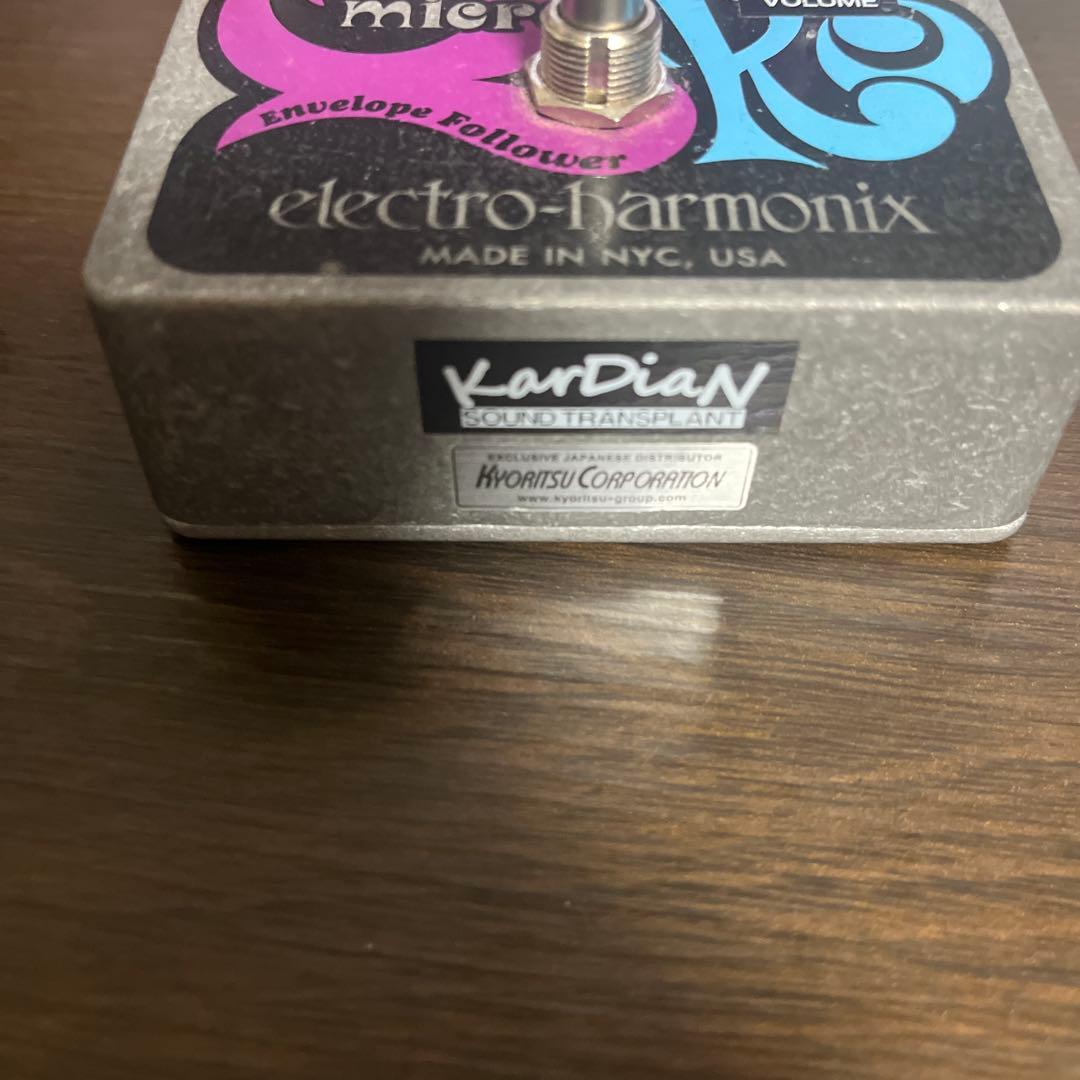 VOLUME
micro
Envelope Follower
electro-harmonix
MADE IN NYC, USA
KarDiaN
SOUND TRANSPLANT
EXCLUSIVE JAPANESE DISTRIBUTOR
KYORITSU CORPORATION
www.kyoritsu-group.com